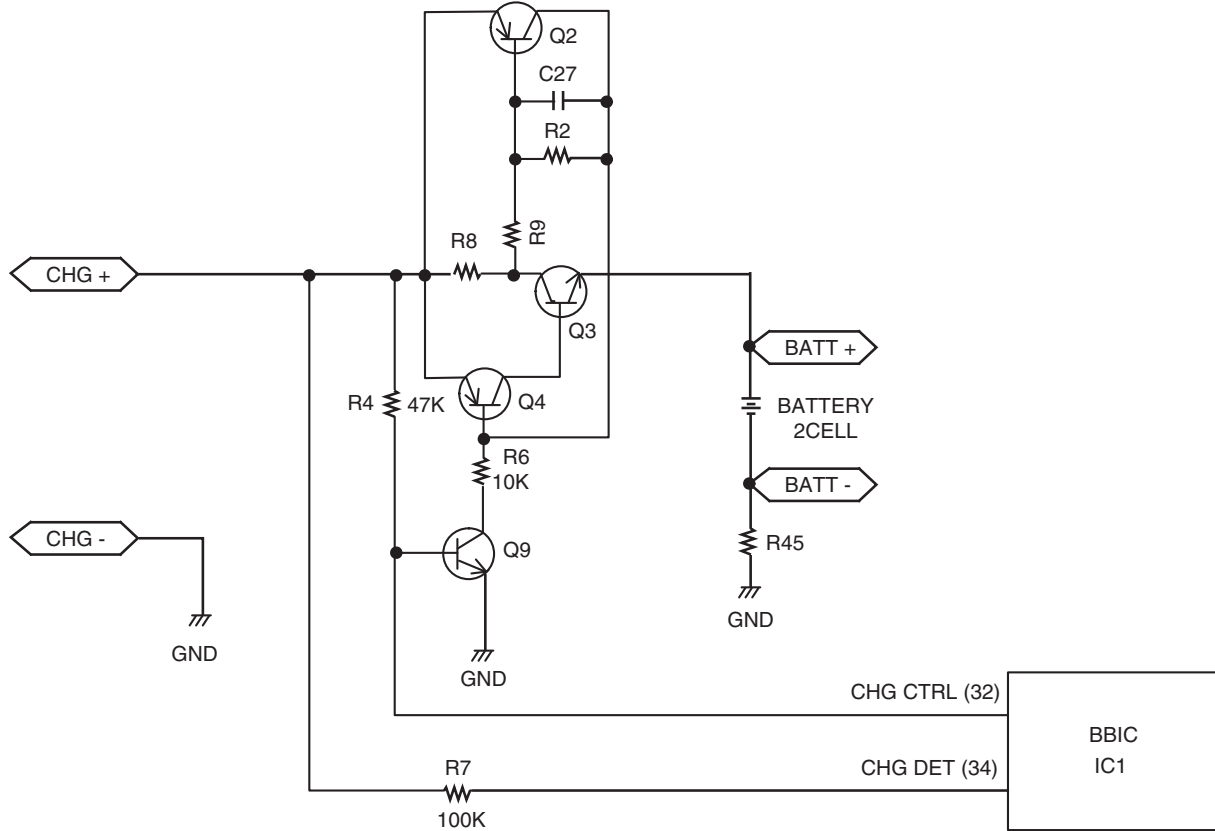 Q2
C27
R2
R9
R8
CHG +
Q3
BATT +
R4 47K
Q4
BATTERY
2CELL
R6
10K
BATT -
CHG -
Q9
R45
GND
GND
GND
CHG CTRL (32)
BBIC
IC1
CHG DET (34)
R7
100K